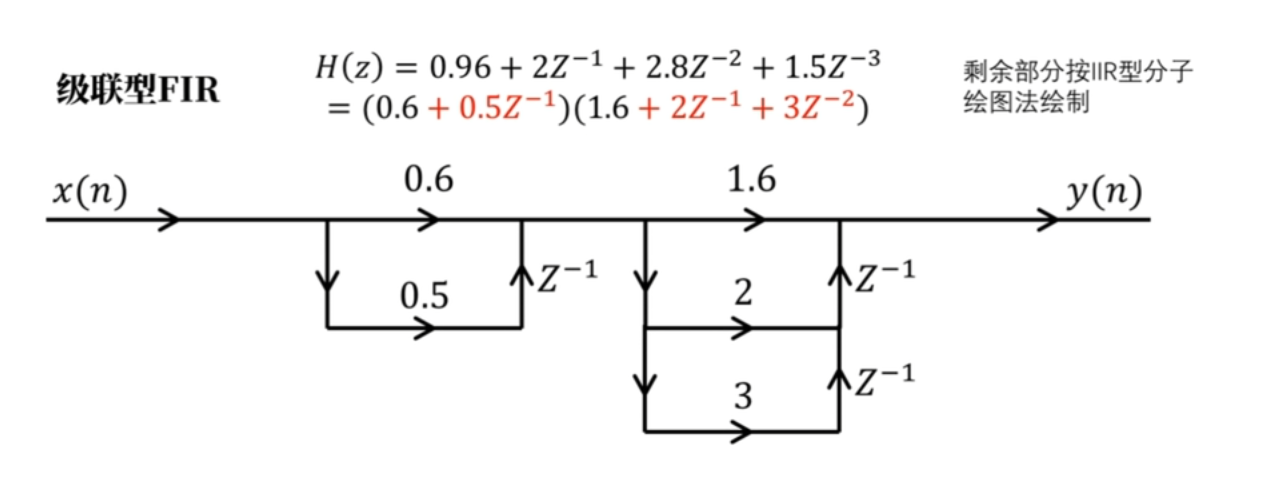 级联型FIR
H(z) = 0.96 + 2Z⁻¹ + 2.8Z⁻² + 1.5Z⁻³
= (0.6 + 0.5Z⁻¹)(1.6 + 2Z⁻¹ + 3Z⁻²)
剩余部分按IIR型分子
绘图法绘制
x(n)
0.6
1.6
y(n)
0.5
Z⁻¹
2
Z⁻¹
3
Z⁻¹